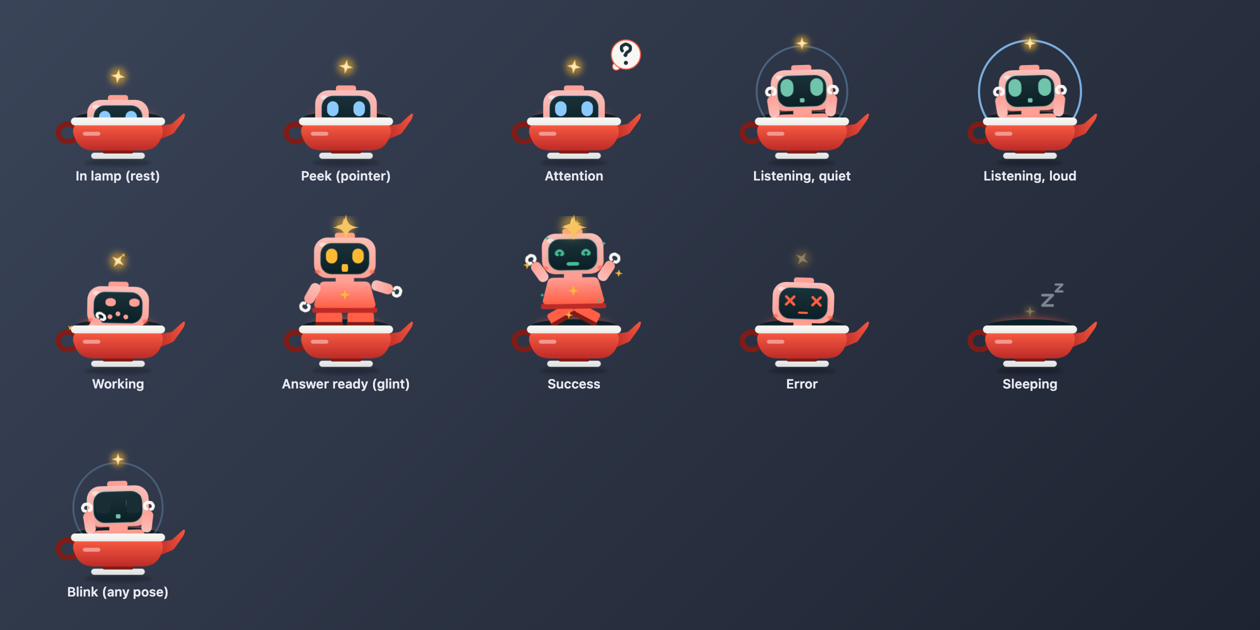 ?
In lamp (rest)
Peek (pointer)
Attention
Listening, quiet
Listening, loud
z
Z
Working
Answer ready (glint)
Success
Error
Sleeping
Blink (any pose)